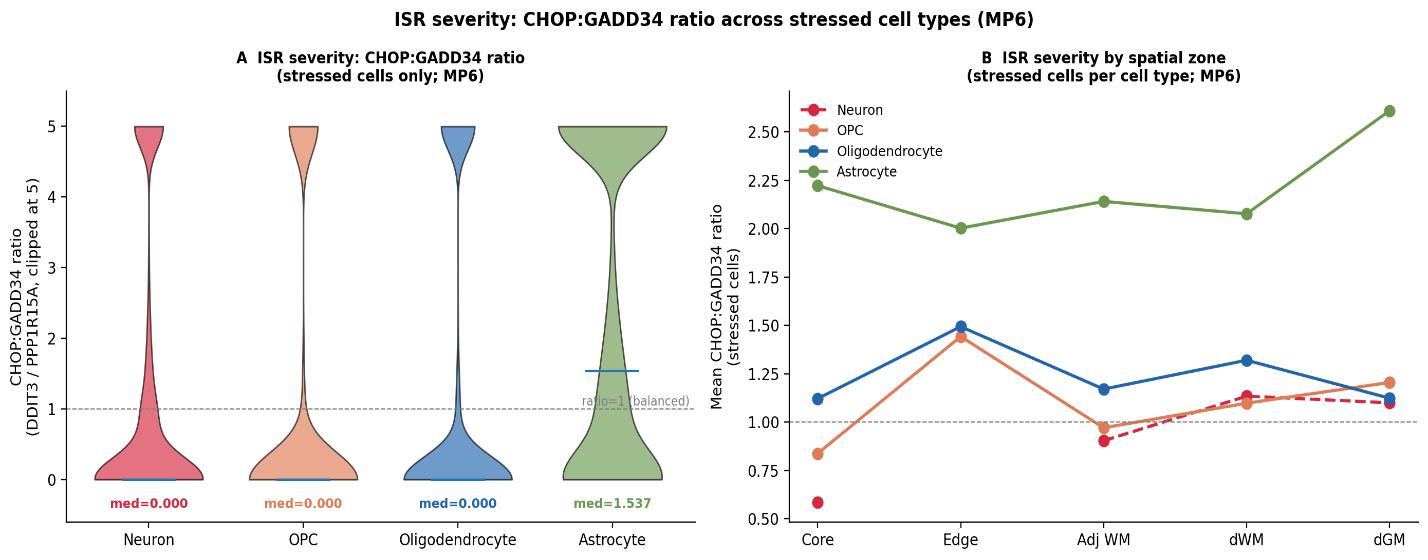 ISR severity: CHOP:GADD34 ratio across stressed cell types (MP6)
A  ISR severity: CHOP:GADD34 ratio
(stressed cells only; MP6)
CHOP:GADD34 ratio
(DDIT3 / PPP1R15A, clipped at 5)
5
4
3
2
1
0
ratio=1 (balanced)
med=0.000
med=0.000
med=0.000
med=1.537
Neuron
OPC
Oligodendrocyte
Astrocyte
B  ISR severity by spatial zone
(stressed cells per cell type; MP6)
Mean CHOP:GADD34 ratio
(stressed cells)
2.50
2.25
2.00
1.75
1.50
1.25
1.00
0.75
0.50
Neuron
OPC
Oligodendrocyte
Astrocyte
Core
Edge
Adj WM
dWM
dGM